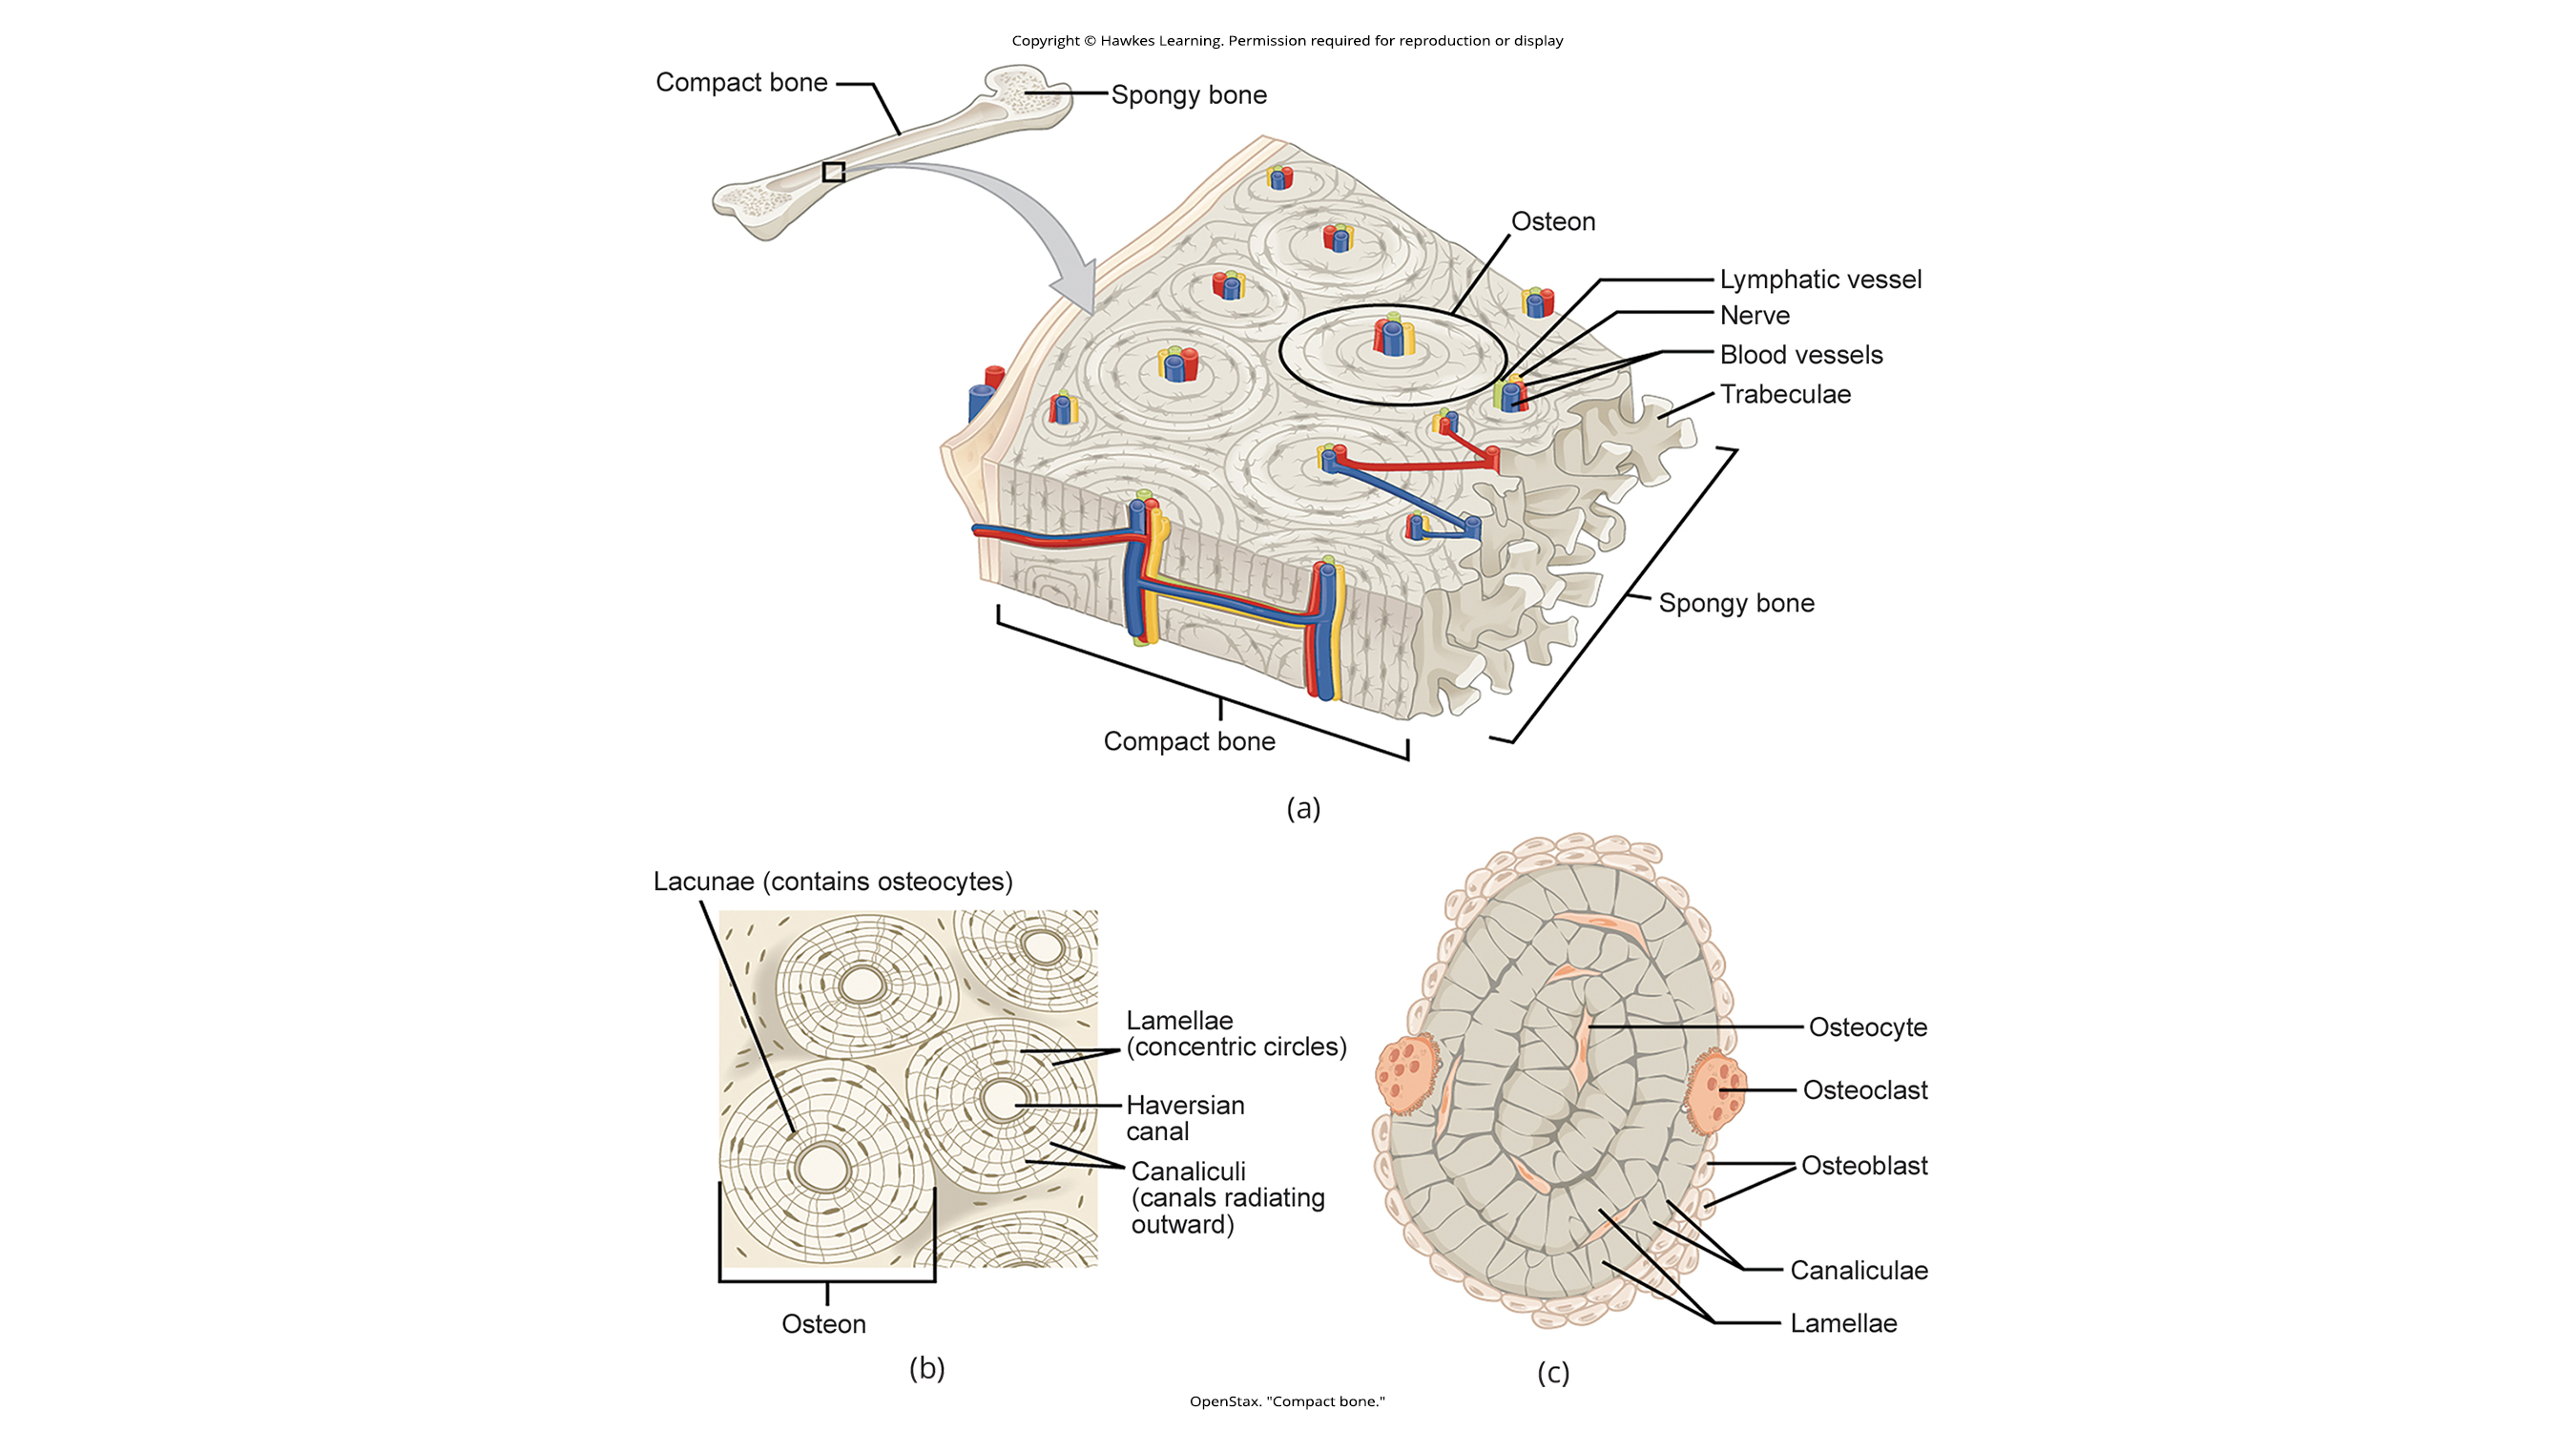 Copyright © Hawkes Learning. Permission required for reproduction or display
Compact bone
Spongy bone
Osteon
Lymphatic vessel
Nerve
Blood vessels
Trabeculae
Spongy bone
Compact bone
(a)
Lacunae (contains osteocytes)
Lamellae
(concentric circles)
Haversian
canal
Canaliculi
(canals radiating
outward)
Osteon
(b)
Osteocyte
Osteoclast
Osteoblast
Canaliculae
Lamellae
(c)
OpenStax. "Compact bone."